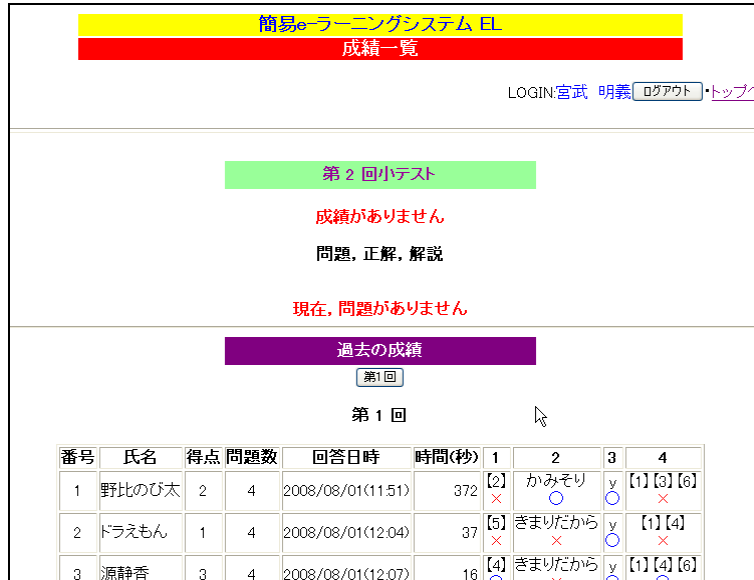 簡易e-ラーニングシステム EL
成績一覧
LOGIN:宮武 明義 ログアウト ・トップへ
第 2 回小テスト
成績がありません
問題, 正解, 解説
現在, 問題がありません
過去の成績
第1回
第 1 回
番号 氏名 得点 問題数 回答日時 時間(秒) 1 2 3 4
1 野比のび太 2 4 2008/08/01(11:51) 372 【2】 × かみそり ○ y ○ 【1】【3】【6】 ×
2 ドラえもん 1 4 2008/08/01(12:04) 37 【5】 × きまりだから × y ○ 【1】【4】 ×
3 源静香 3 4 2008/08/01(12:07) 16 【4】 ○ きまりだから × y ○ 【1】【4】【6】 ○